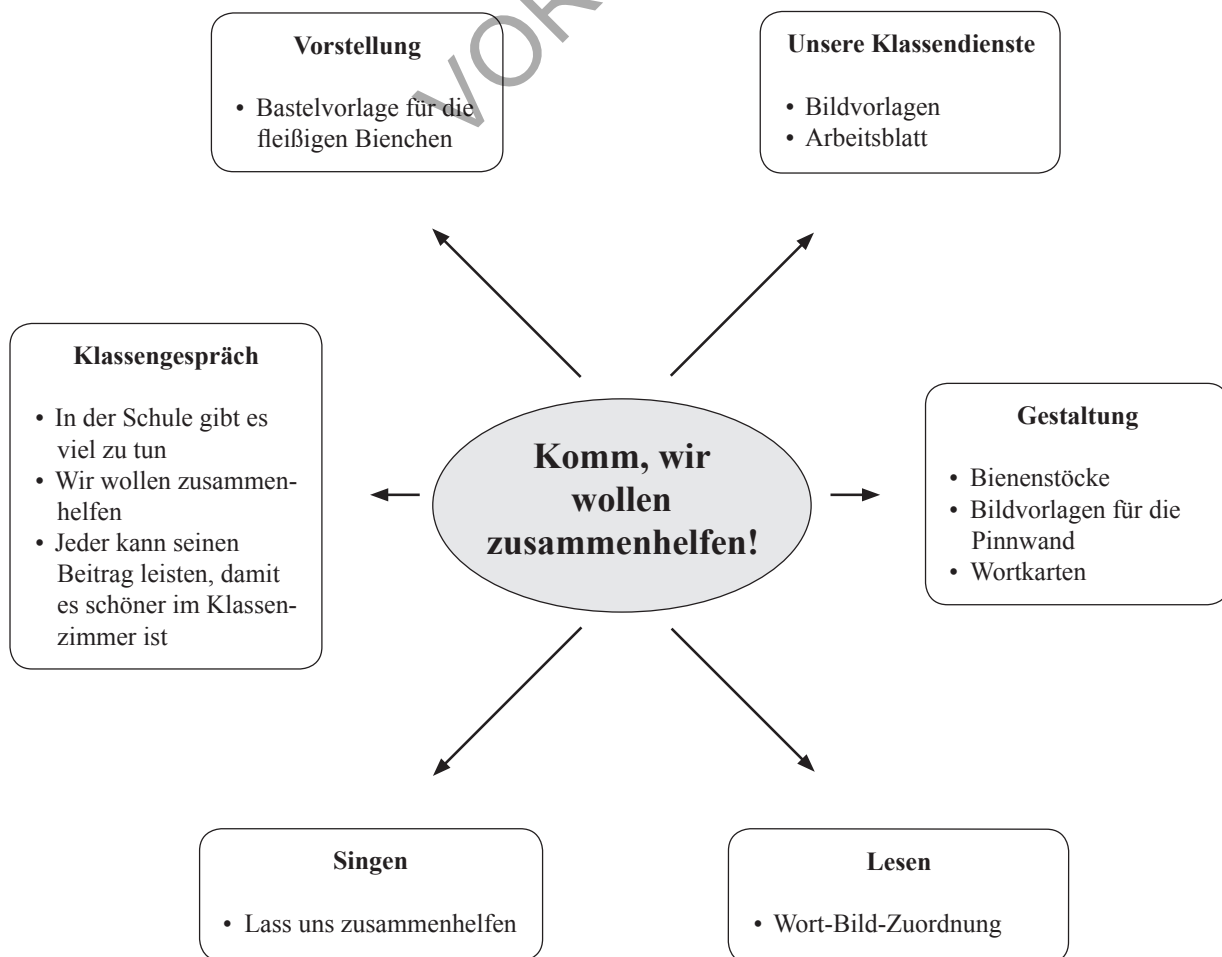 Vorstellung
• Bastelvorlage für die
fleißigen Bienchen
Unsere Klassendienste
• Bildvorlagen
• Arbeitsblatt
Klassengespräch
• In der Schule gibt es
viel zu tun
• Wir wollen zusammen-
helfen
• Jeder kann seinen
Beitrag leisten, damit
es schöner im Klassen-
zimmer ist
Komm, wir
wollen
zusammenhelfen!
Gestaltung
• Bienenstöcke
• Bildvorlagen für die
Pinnwand
• Wortkarten
Singen
• Lass uns zusammenhelfen
Lesen
• Wort-Bild-Zuordnung
VOR